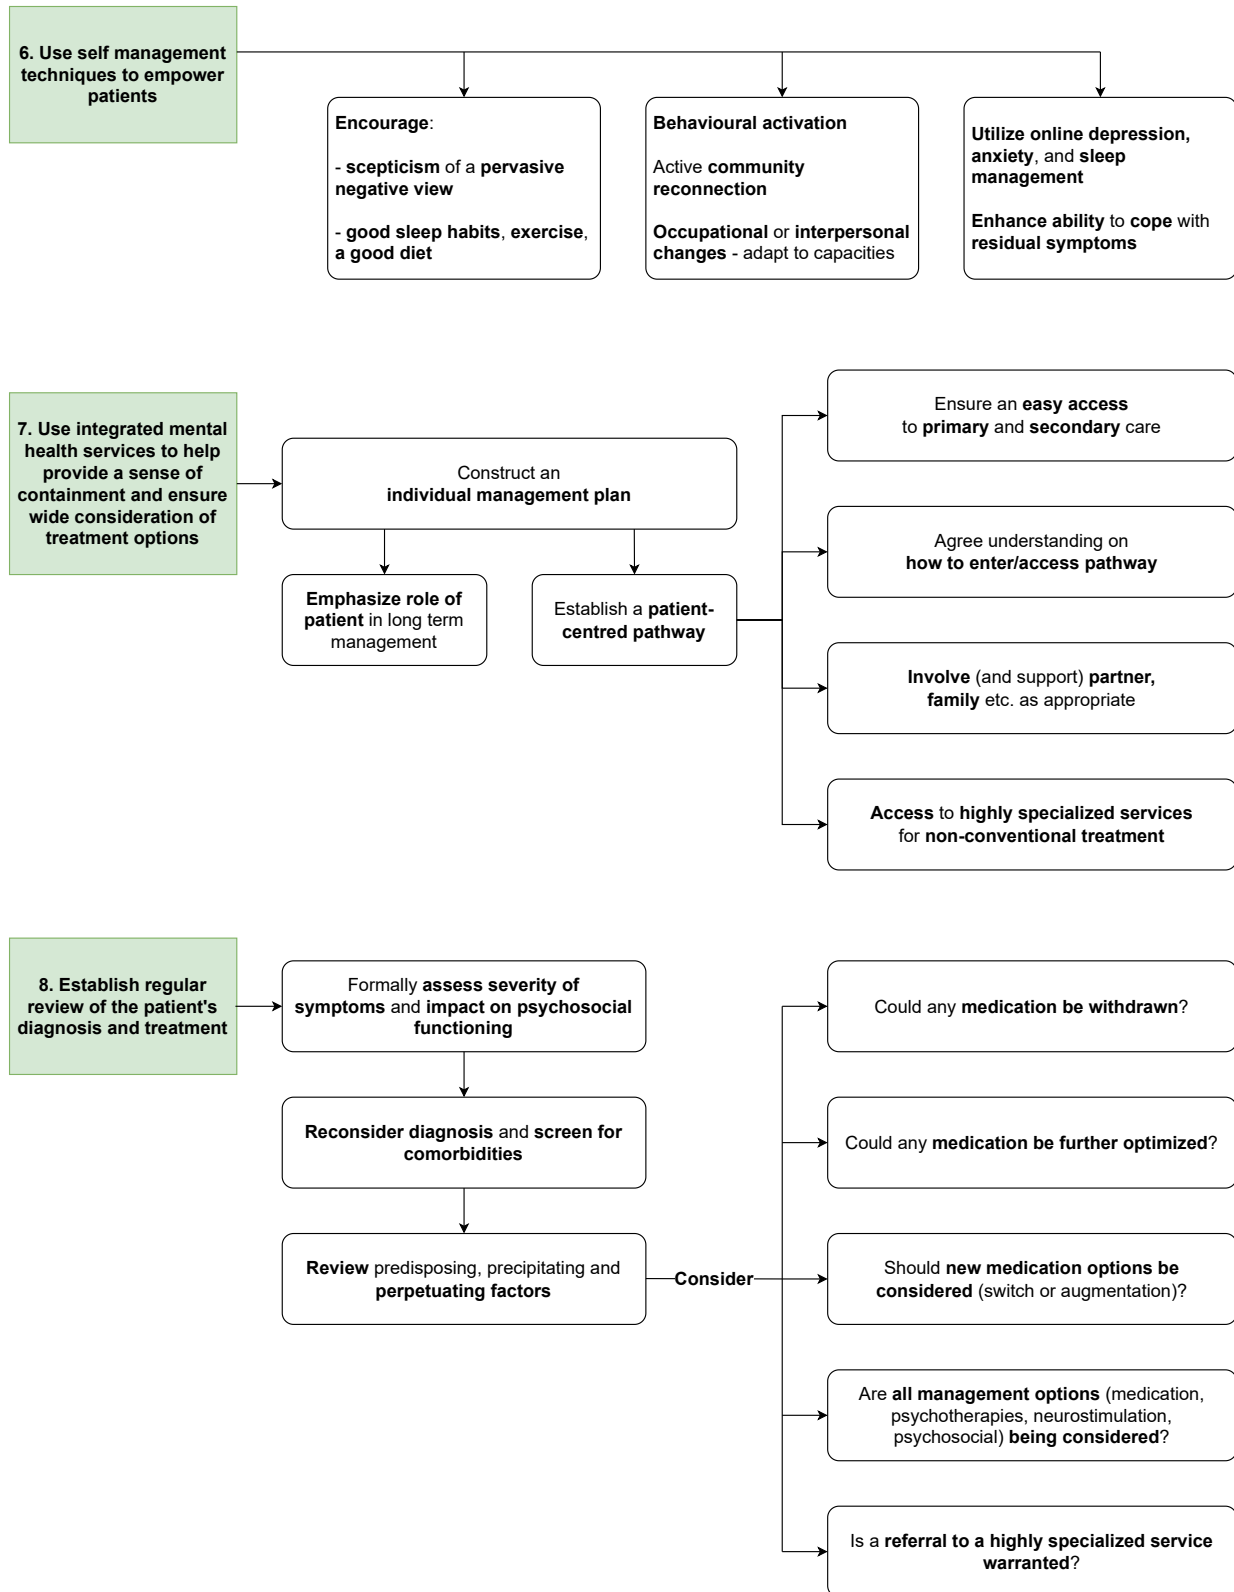 6. Use self management
techniques to empower
patients
Encourage:
- scepticism of a pervasive
negative view
- good sleep habits, exercise,
a good diet
Behavioural activation
Active community
reconnection
Occupational or interpersonal
changes - adapt to capacities
Utilize online depression,
anxiety, and sleep
management
Enhance ability to cope with
residual symptoms
7. Use integrated mental
health services to help
provide a sense of
containment and ensure
wide consideration of
treatment options
Construct an
individual management plan
Emphasize role of
patient in long term
management
Establish a patient-
centred pathway
Ensure an easy access
to primary and secondary care
Agree understanding on
how to enter/access pathway
Involve (and support) partner,
family etc. as appropriate
Access to highly specialized services
for non-conventional treatment
8. Establish regular
review of the patient's
diagnosis and treatment
Formally assess severity of
symptoms and impact on psychosocial
functioning
Reconsider diagnosis and screen for
comorbidities
Review predisposing, precipitating and
perpetuating factors
Consider
Could any medication be withdrawn?
Could any medication be further optimized?
Should new medication options be
considered (switch or augmentation)?
Are all management options (medication,
psychotherapies, neurostimulation,
psychosocial) being considered?
Is a referral to a highly specialized service
warranted?